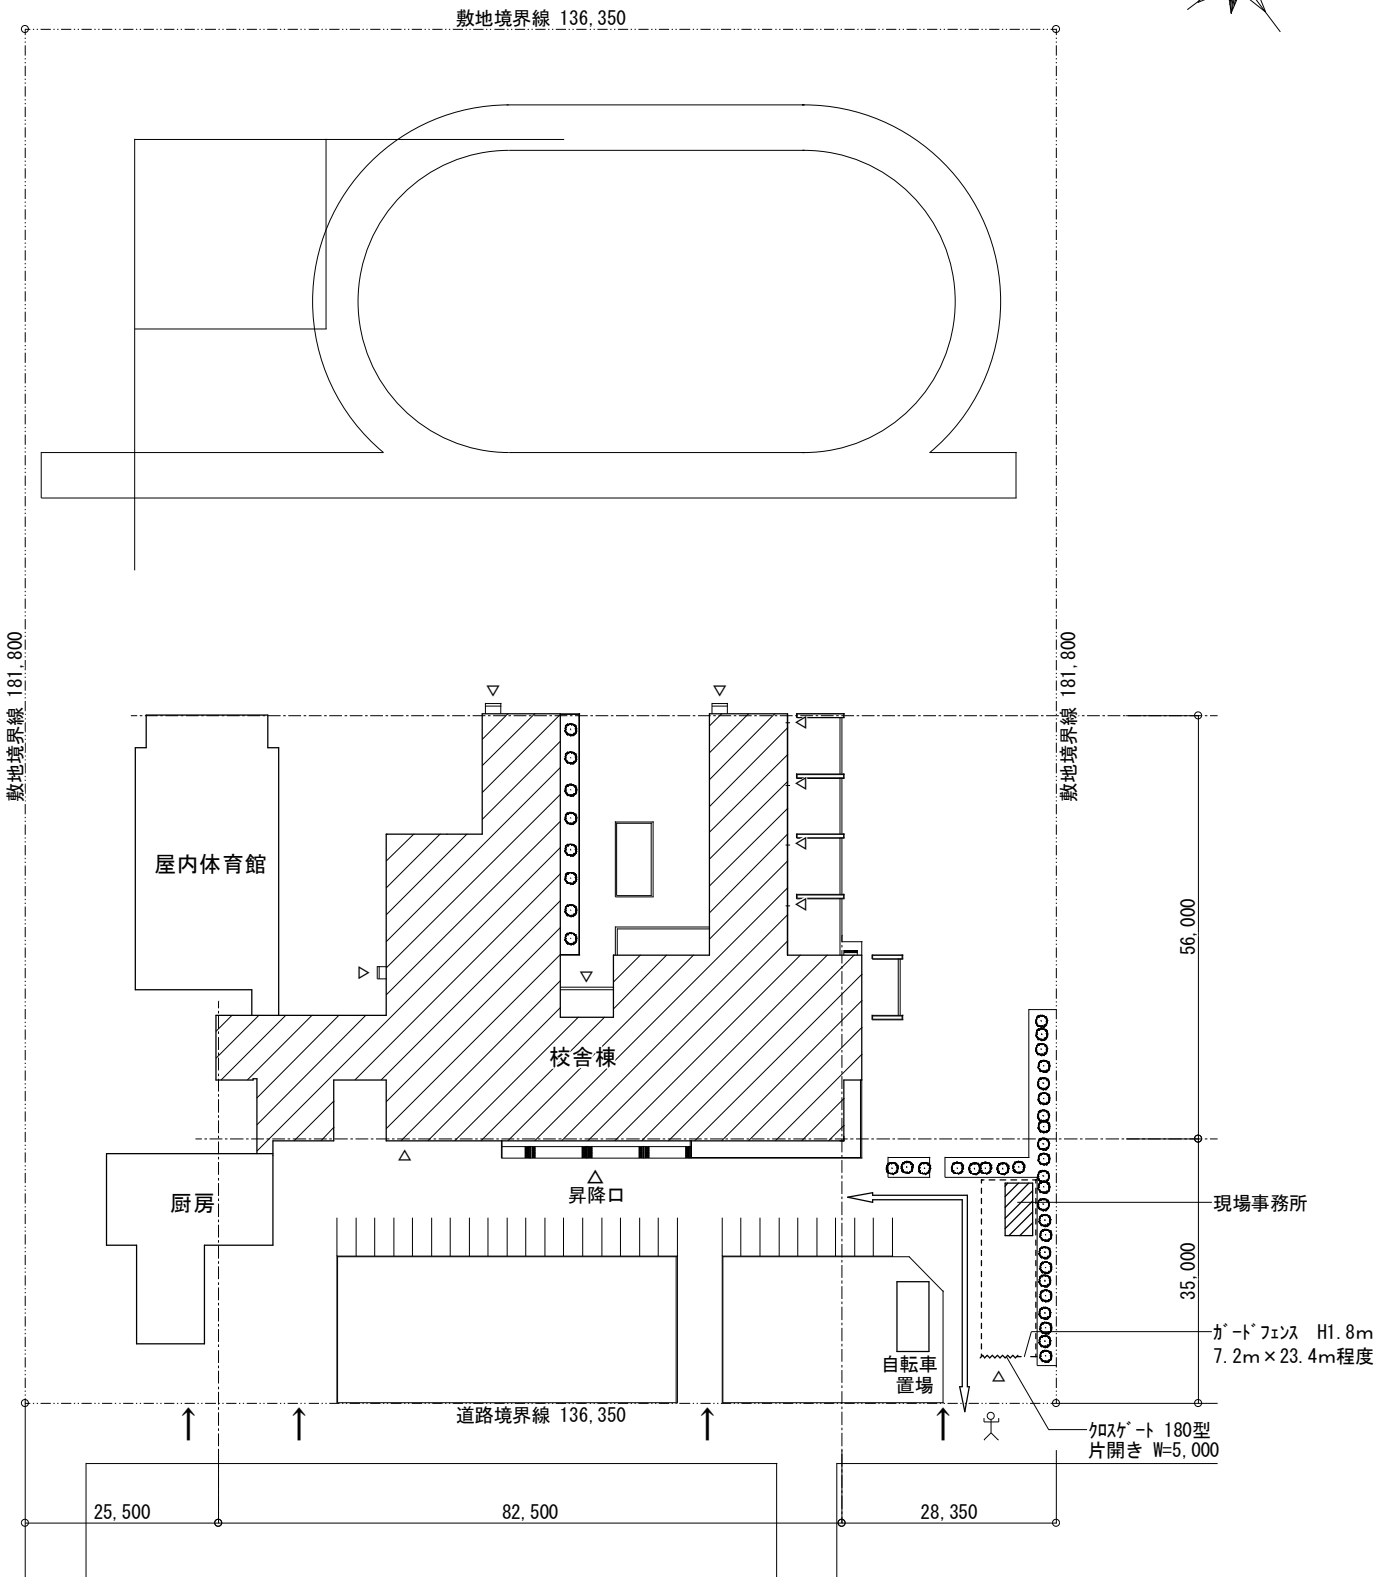 敷地境界線 136,350
敷地境界線 181,800
敷地境界線 181,800
屋内体育館
56,000
校舎棟
昇降口
厨房
現場事務所
35,000
ｶﾞｰﾄﾞﾌｪﾝｽ H1.8m
7.2m×23.4m程度
自転車
置場
道路境界線 136,350
ｸﾛｽｹﾞｰﾄ 180型
片開き W=5,000
25,500
82,500
28,350